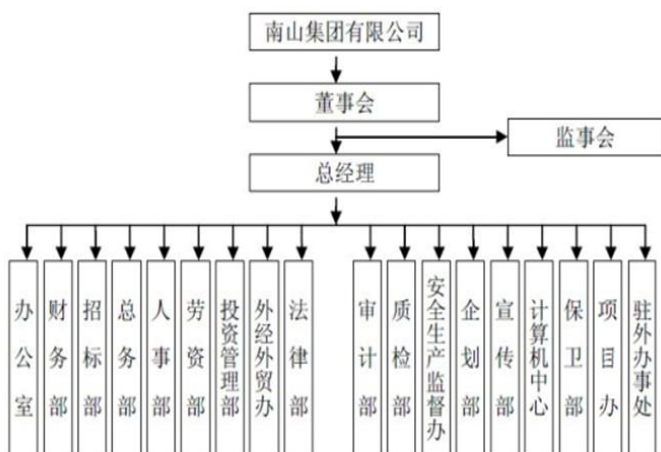 南山集团有限公司
董事会
监事会
总经理
办公室
财务部
招标部
总务部
人事部
劳资部
投资管理部
外经外贸办
法律部
审计部
质检部
安全生产监督办
企划部
宣传部
计算机中心
保卫部
项目办
驻外办事处